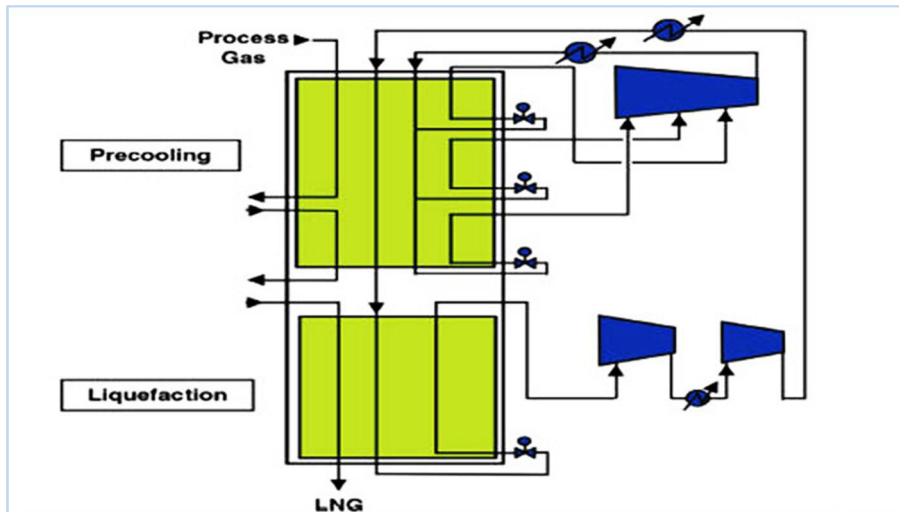 Process
Gas
Precooling
Liquefaction
LNG